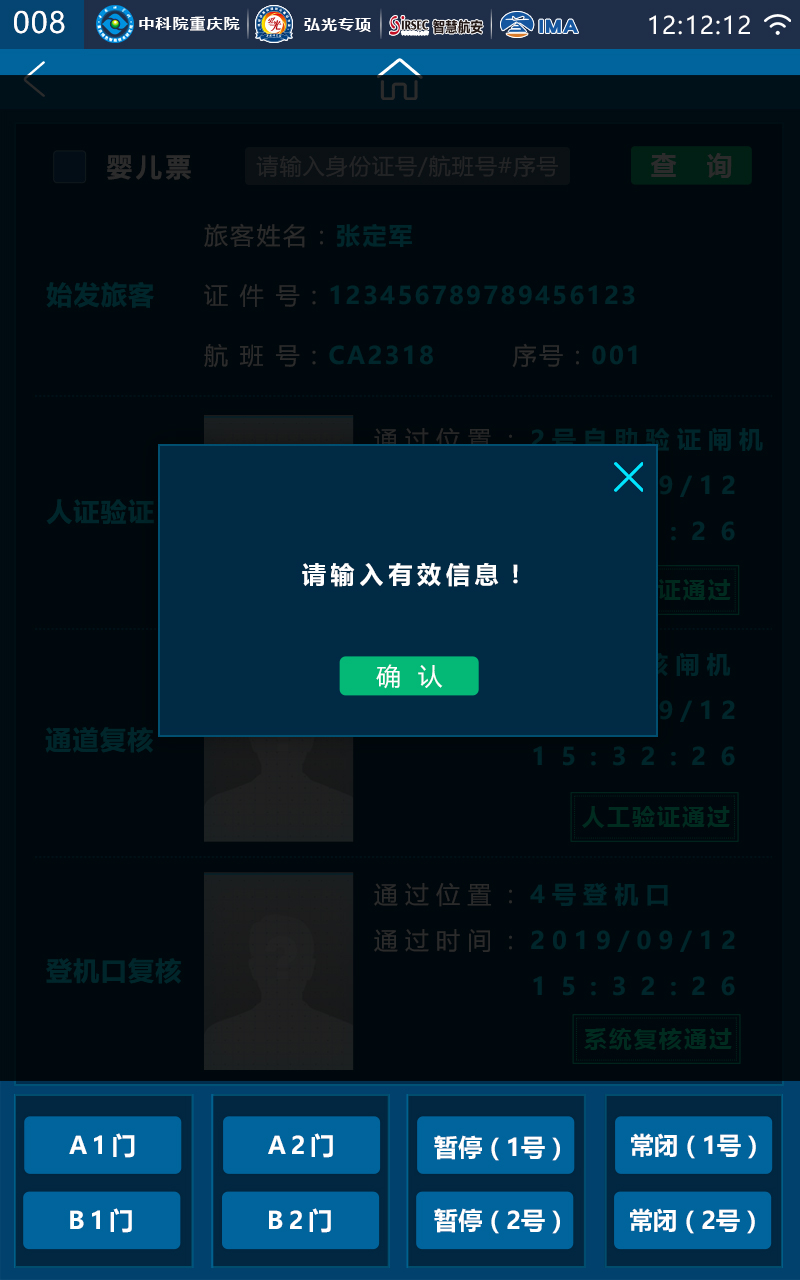 008 中科院重庆院 弘光专项 SIRSEC 智慧航安 IMA 12:12:12
婴儿票 请输入身份证号/航班号#序号 查 询
旅客姓名：张定军
始发旅客 证件号：123456789789456123
航班号：CA2318 序号：001
通过位置：2号自助验证闸机
9/12
人证验证
:26
请输入有效信息！
证通过
闸机
确 认
9/12
通道复核
15:32:26
人工验证通过
通过位置：4号登机口
通过时间：2019/09/12
登机口复核
15:32:26
系统复核通过
A1门 A2门 暂停(1号) 常闭(1号)
B1门 B2门 暂停(2号) 常闭(2号)